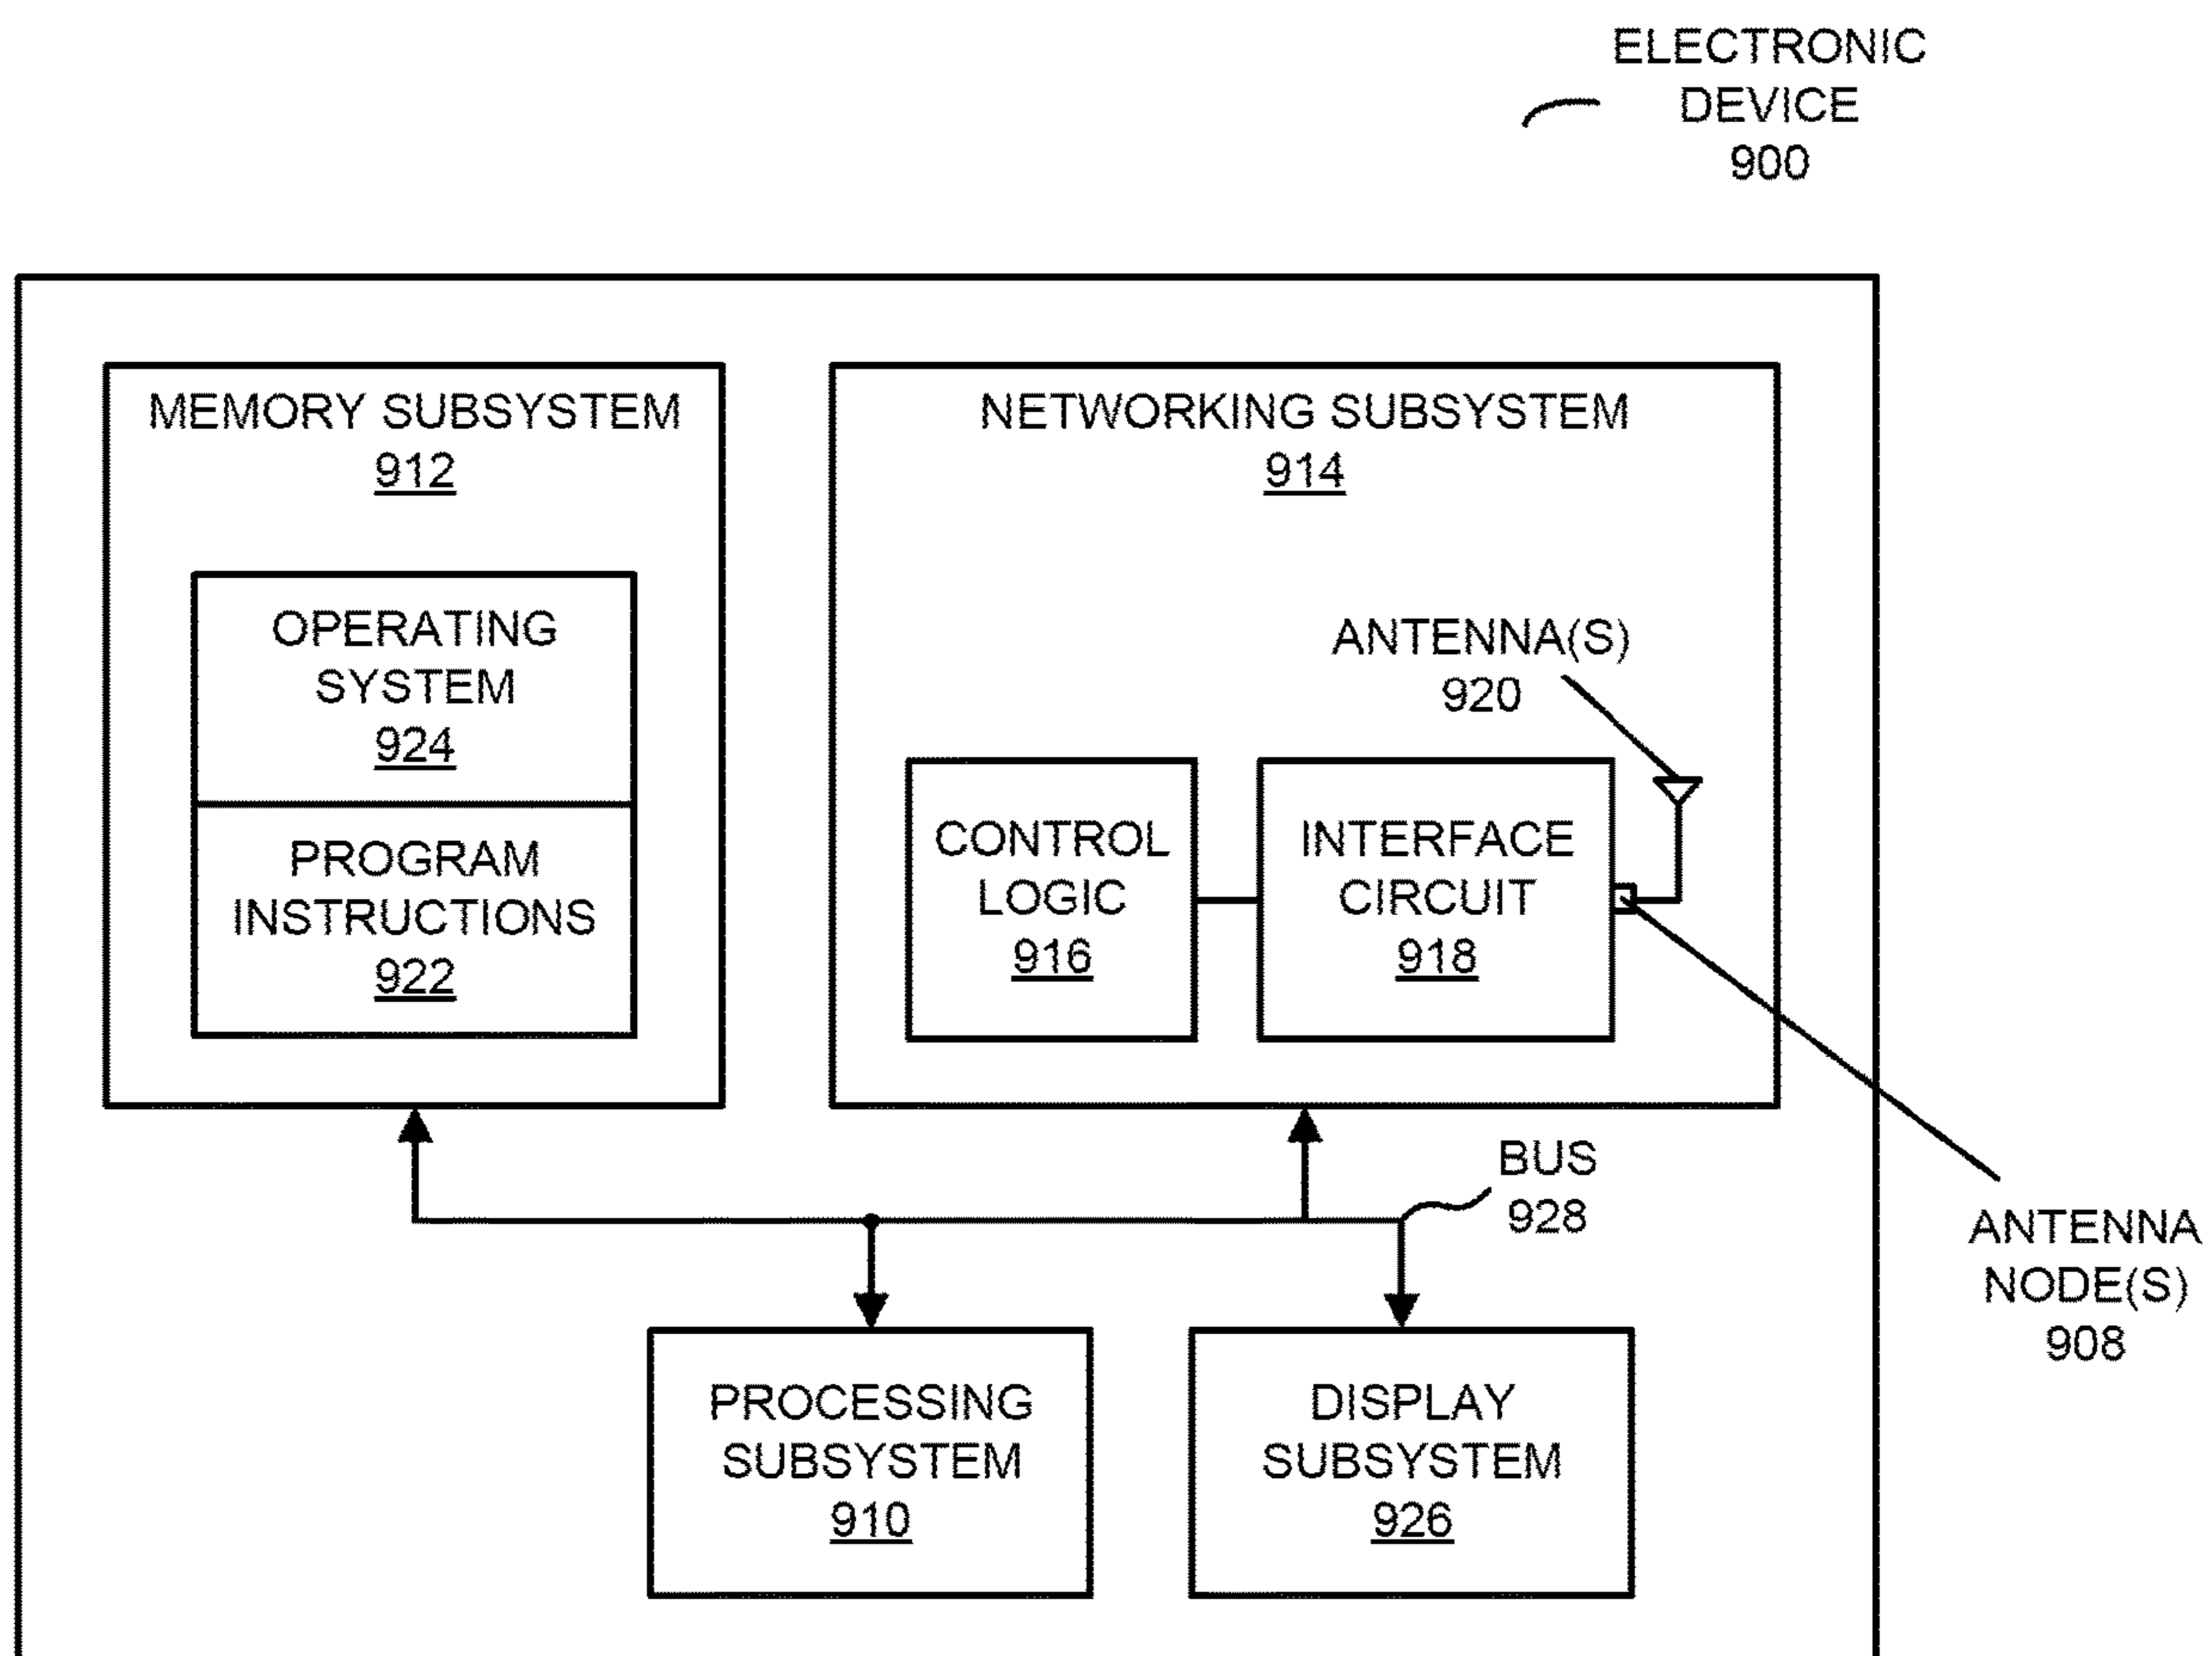 ELECTRONIC
DEVICE
900
MEMORY SUBSYSTEM
912
OPERATING
SYSTEM
924
PROGRAM
INSTRUCTIONS
922
NETWORKING SUBSYSTEM
914
ANTENNA(S)
920
CONTROL
LOGIC
916
INTERFACE
CIRCUIT
918
BUS
928
ANTENNA
NODE(S)
908
PROCESSING
SUBSYSTEM
910
DISPLAY
SUBSYSTEM
926